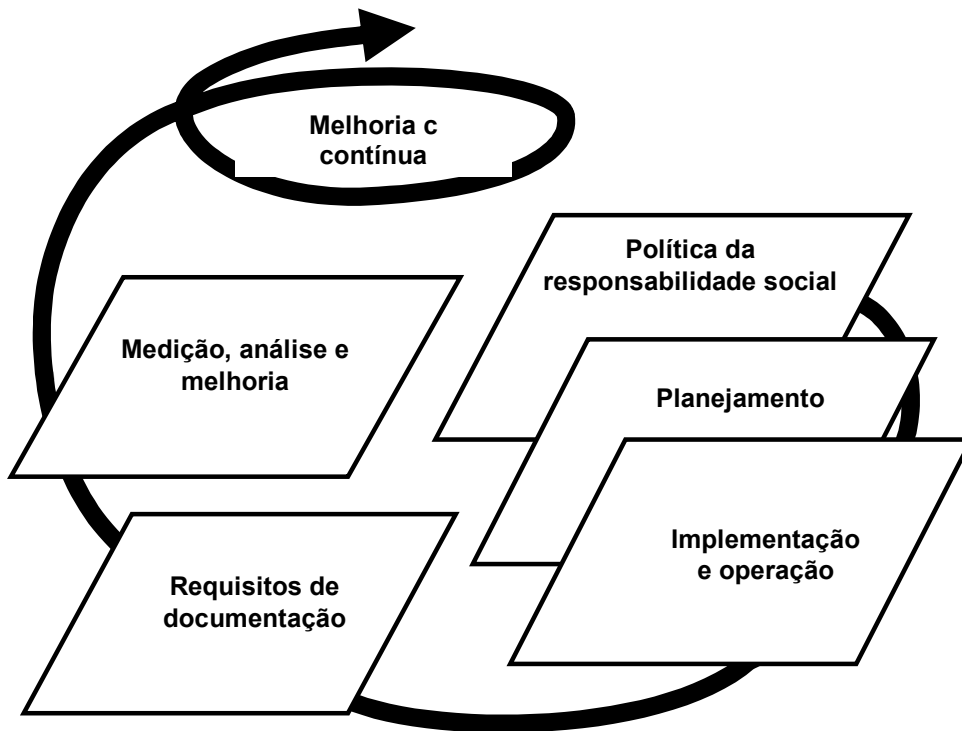 Melhoria c
contínua
Política da
responsabilidade social
Medição, análise e
melhoria
Planejamento
Implementação
e operação
Requisitos de
documentação